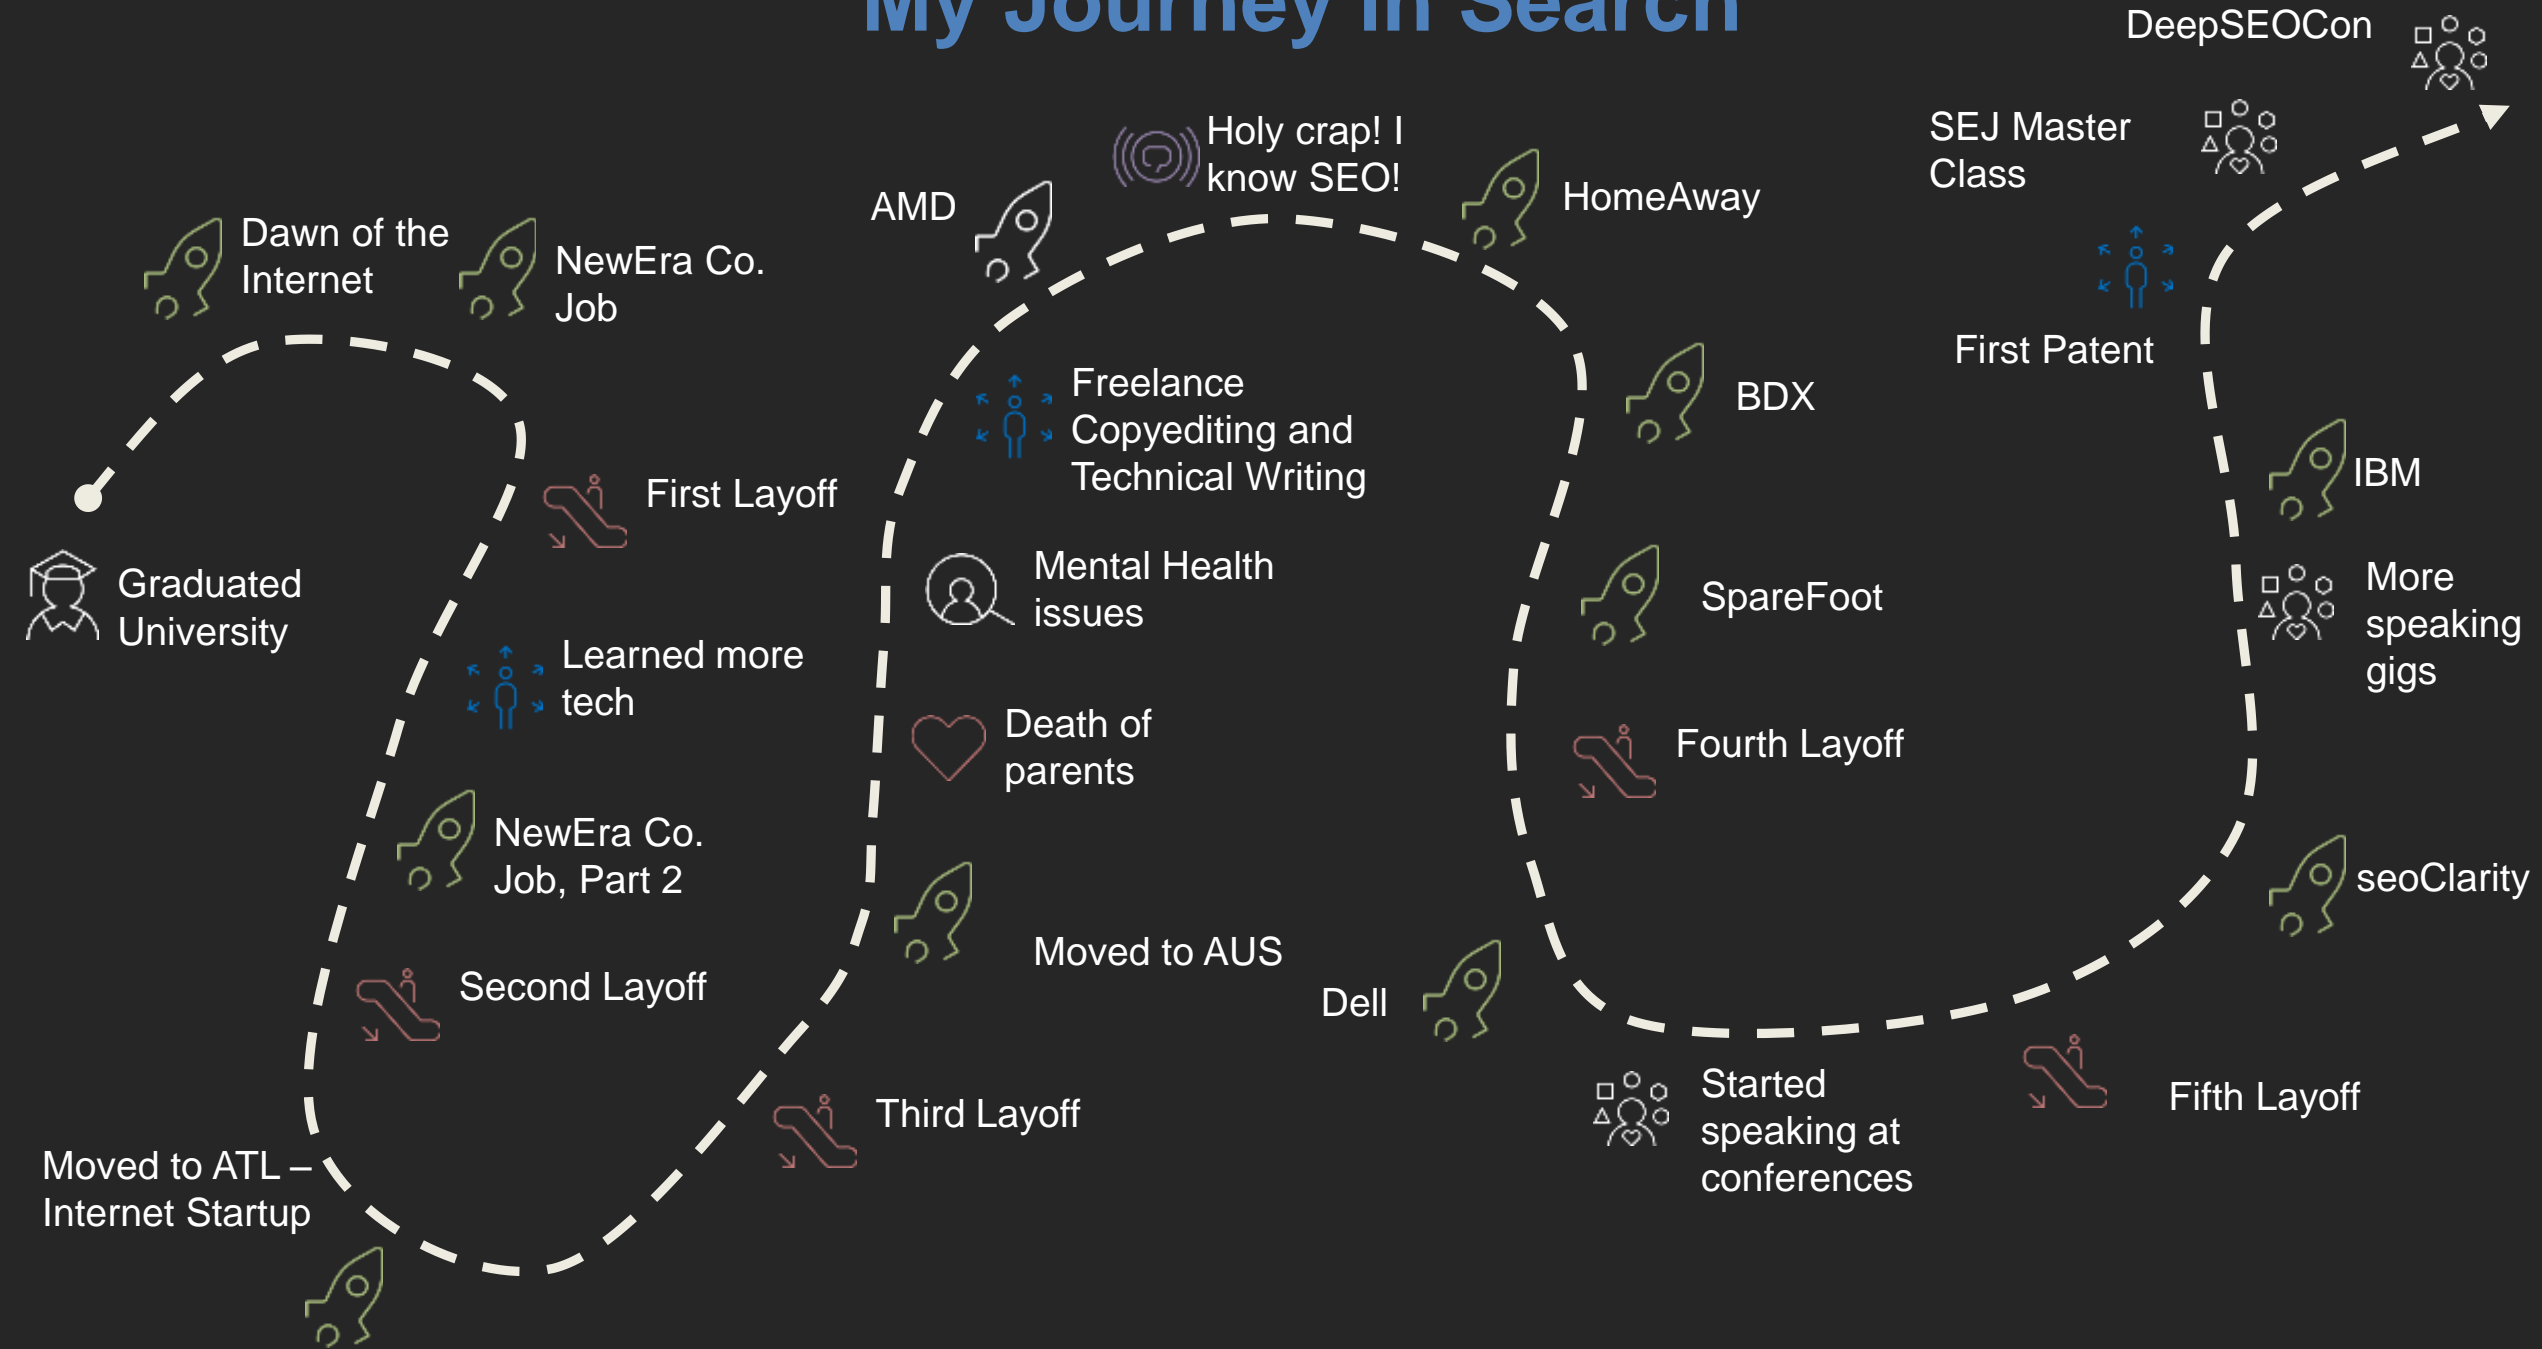 My Journey in Search
Graduated
University
Dawn of the
Internet
NewEra Co.
Job
First Layoff
Learned more
tech
NewEra Co.
Job, Part 2
Second Layoff
Moved to ATL –
Internet Startup
Third Layoff
Moved to AUS
Death of
parents
Mental Health
issues
Freelance
Copyediting and
Technical Writing
AMD
Holy crap! I
know SEO!
HomeAway
BDX
SpareFoot
Fourth Layoff
Dell
Started
speaking at
conferences
Fifth Layoff
seoClarity
More
speaking
gigs
IBM
First Patent
SEJ Master
Class
DeepSEOCon